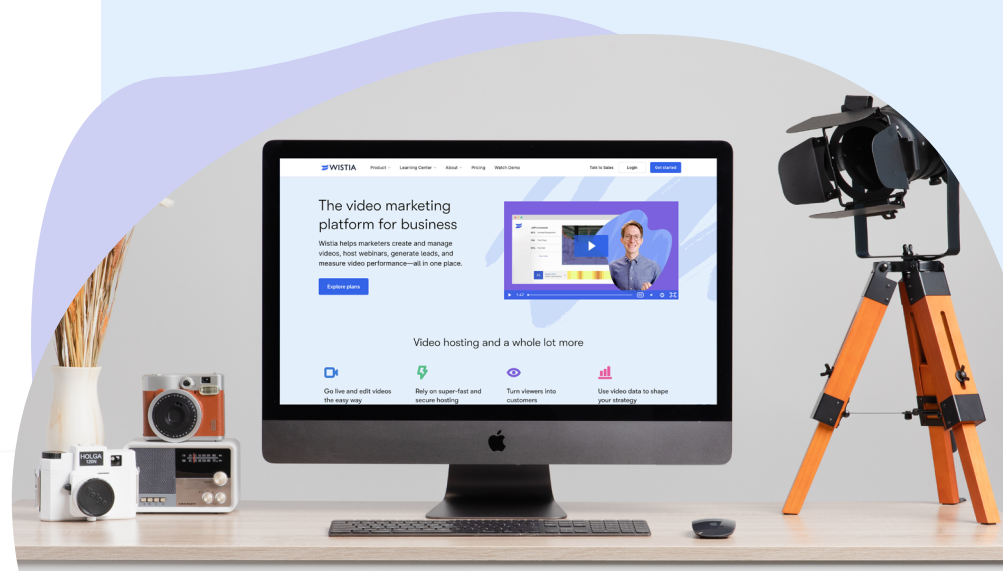 WISTIA
Product
Learning Center
About
Pricing
Watch Demo
Talk to Sales
Login
Get started
The video marketing
platform for business
Wistia helps marketers create and manage
videos, host webinars, generate leads, and
measure video performance—all in one place.
Explore plans
1:47
Video hosting and a whole lot more
Go live and edit videos
the easy way
Rely on super-fast and
secure hosting
Turn viewers into
customers
Use video data to shape
your strategy
HOLGA
120N